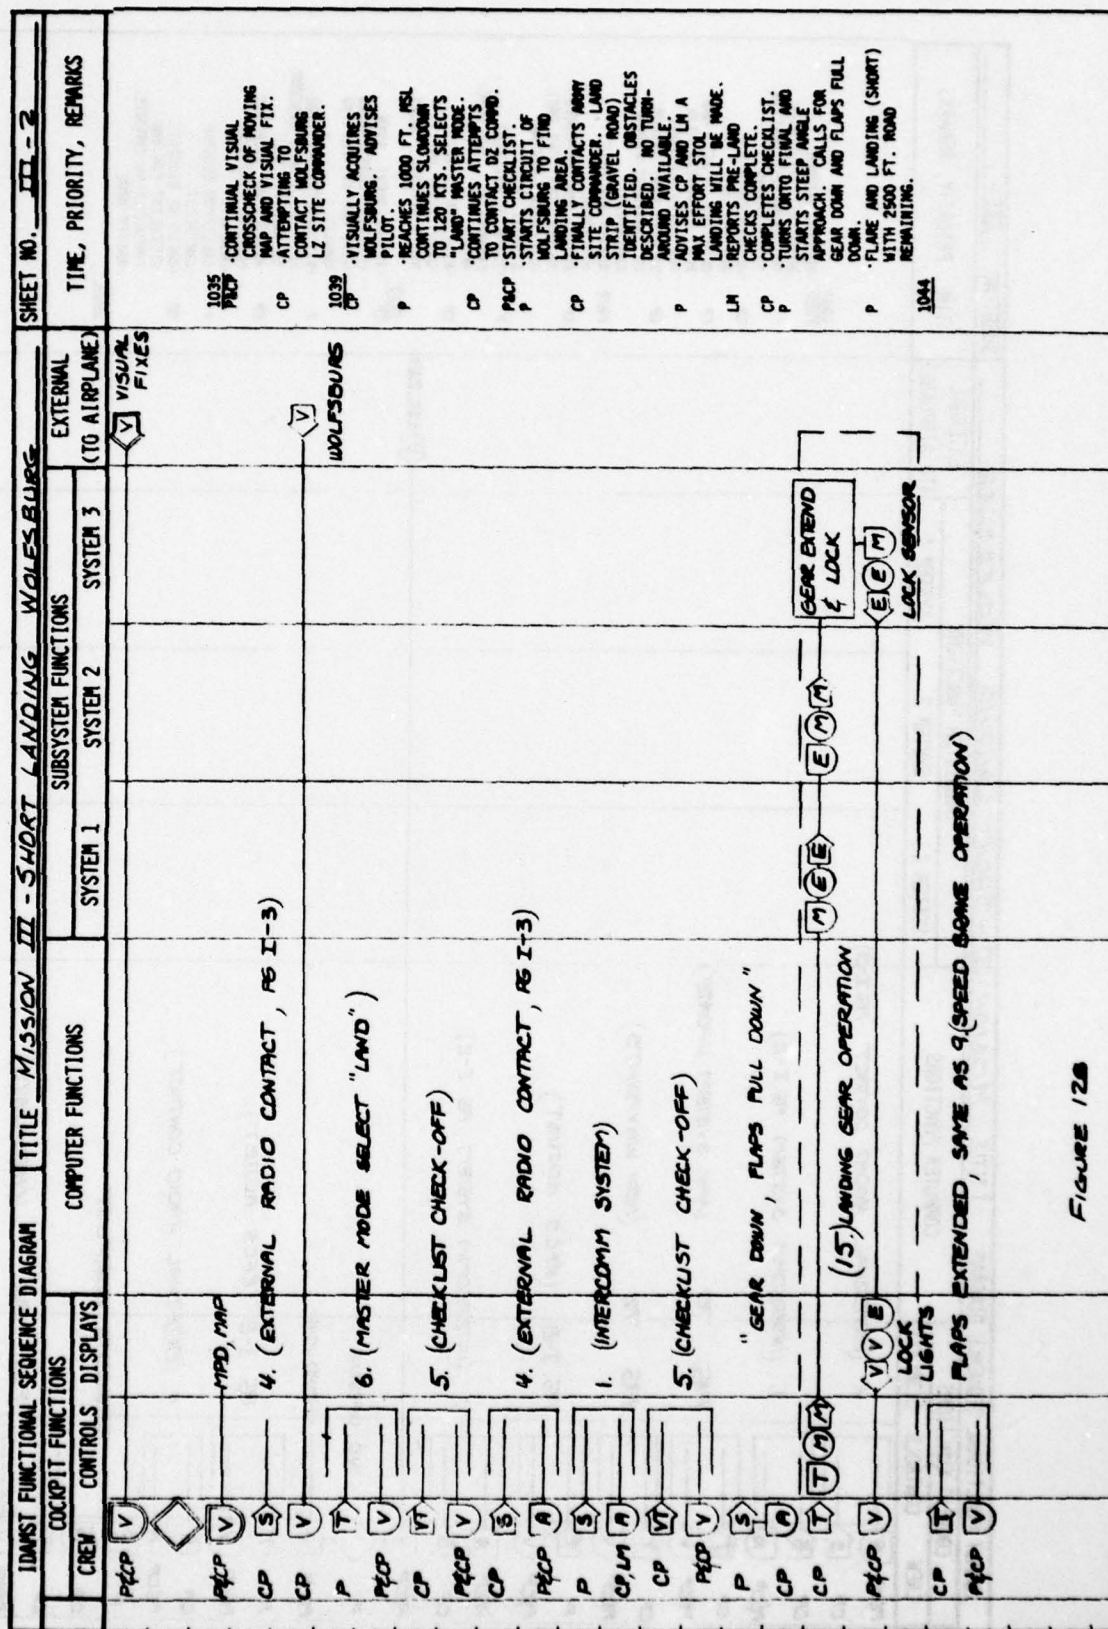 IDAMST FUNCTIONAL SEQUENCE DIAGRAM
TITLE MISSION III - SHORT LANDING WOLFSBURG
SHEET NO. III-2
COCKPIT FUNCTIONS
COMPUTER FUNCTIONS
SUBSYSTEM FUNCTIONS
EXTERNAL
(TO AIRPLANE)
TIME, PRIORITY, REMARKS
CREW CONTROLS DISPLAYS
SYSTEM 1 SYSTEM 2 SYSTEM 3
P&CP V
V VISUAL
FIXES
P&CP V MPD, MAP
CP S 4. (EXTERNAL RADIO CONTACT, PG I-3)
CP V
V
WOLFSBURG
P T 6. (MASTER MODE SELECT "LAND")
P&CP V
CP VT 5. (CHECKLIST CHECK-OFF)
P&CP V
CP S 4. (EXTERNAL RADIO CONTACT, PG I-3)
P&CP A
P S 1. (INTERCOMM SYSTEM)
CP, LM A
CP VT 5. (CHECKLIST CHECK-OFF)
P&CP V
P S "GEAR DOWN, FLAPS FULL DOWN"
CP A
(15.) LANDING GEAR OPERATION
CP T T M M M E E E M M GEAR EXTEND
& LOCK
P&CP V V V E E E M
LOCK
LIGHTS
LOCK SENSOR
CP T FLAPS EXTENDED, SAME AS 9. (SPEED BRAKE OPERATION)
P&CP V
1035
P&CP ·CONTINUAL VISUAL
CROSSCHECK OF MOVING
MAP AND VISUAL FIX.
CP ·ATTEMPTING TO
CONTACT WOLFSBURG
LZ SITE COMMANDER.
1039
CP ·VISUALLY ACQUIRES
WOLFSBURG. ADVISES
PILOT.
P ·REACHES 1000 FT. MSL
CONTINUES SLOWDOWN
TO 120 KTS. SELECTS
"LAND" MASTER MODE.
CP ·CONTINUES ATTEMPTS
TO CONTACT DZ COMMD.
P&CP ·START CHECKLIST.
P ·STARTS CIRCUIT OF
WOLFSBURG TO FIND
LANDING AREA.
CP ·FINALLY CONTACTS ARMY
SITE COMMANDER. LAND
STRIP (GRAVEL ROAD)
IDENTIFIED. OBSTACLES
DESCRIBED. NO TURN-
AROUND AVAILABLE.
P ·ADVISES CP AND LM A
MAX EFFORT STOL
LANDING WILL BE MADE.
LM ·REPORTS PRE-LAND
CHECKS COMPLETE.
CP ·COMPLETES CHECKLIST.
P ·TURNS ONTO FINAL AND
STARTS STEEP ANGLE
APPROACH. CALLS FOR
GEAR DOWN AND FLAPS FULL
DOWN.
P ·FLARE AND LANDING (SHORT)
WITH 2500 FT. ROAD
REMAINING.
1044
FIGURE 12B